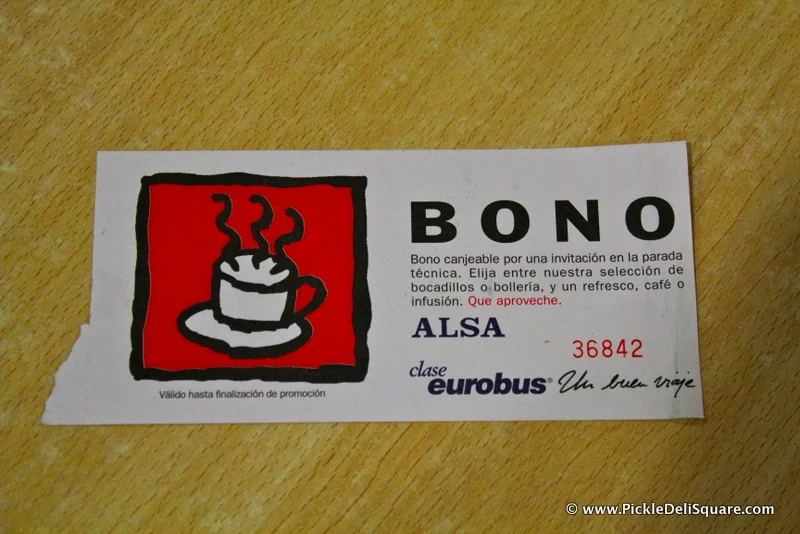 BONO
Bono canjeable por una invitación en la parada
técnica. Elija entre nuestra selección de
bocadillos o bollería, y un refresco, café o
infusión. Que aproveche.
ALSA
36842
clase
eurobus® Un buen viaje
Válido hasta finalización de promoción
© www.PickleDeliSquare.com